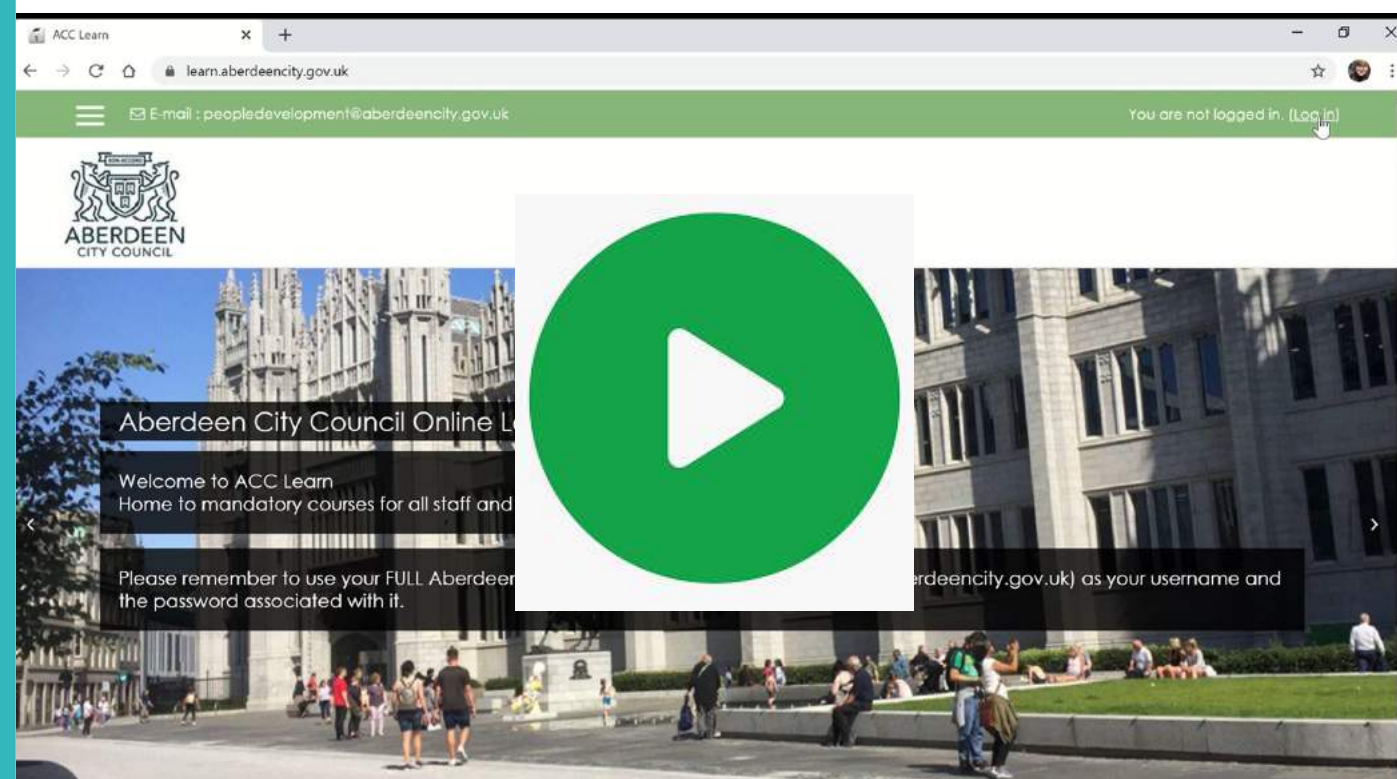 ACC Learn
learn.aberdeencity.gov.uk
E-mail : peopledevelopment@aberdeencity.gov.uk
You are not logged in. (Log in)
BON ACCORD
ABERDEEN
CITY COUNCIL
Aberdeen City Council Online
Welcome to ACC Learn
Home to mandatory courses for all staff and
Please remember to use your FULL rdeencity.gov.uk) as your username and
the password associated with it.